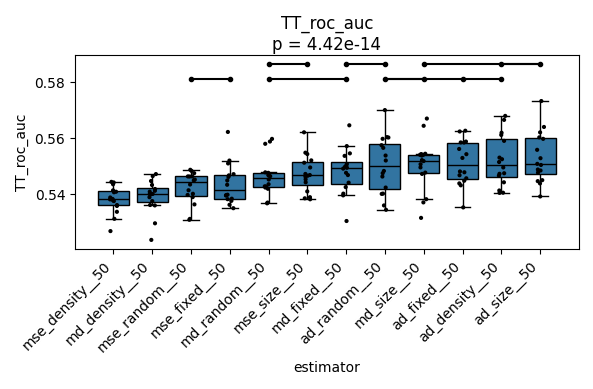 TT_roc_auc
p = 4.42e-14
TT_roc_auc
0.58
0.56
0.54
mse_density__50
md_density__50
mse_random__50
mse_fixed__50
md_random__50
mse_size__50
md_fixed__50
ad_random__50
md_size__50
ad_fixed__50
ad_density__50
ad_size__50
estimator